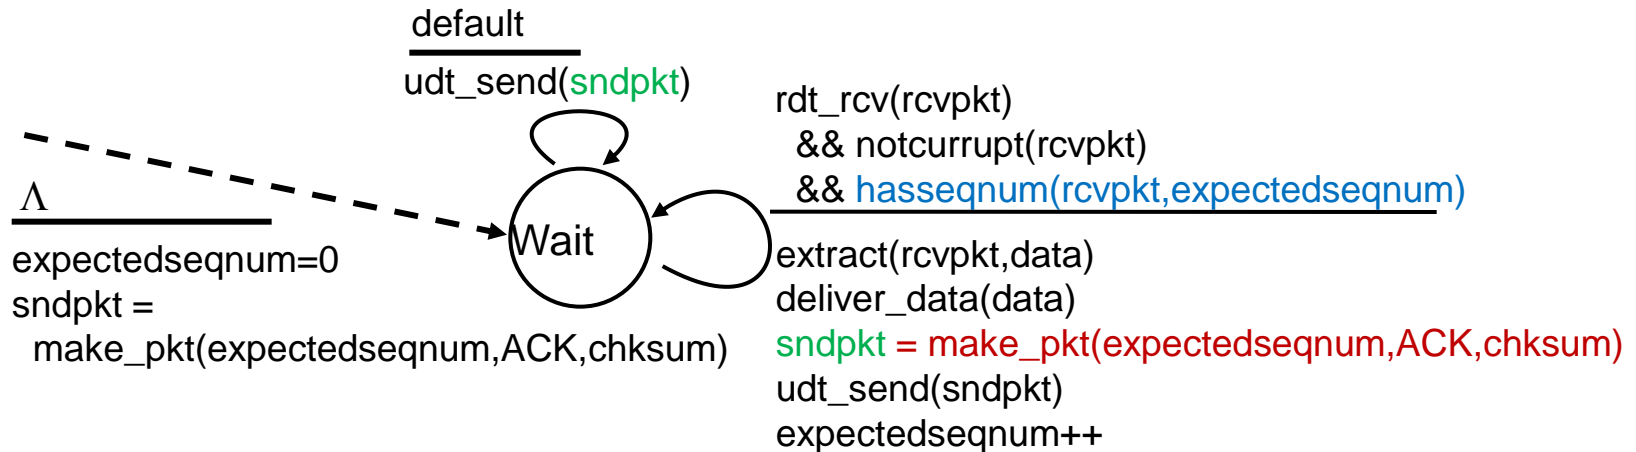 default
udt_send(sndpkt)
rdt_rcv(rcvpkt)
&& notcurrupt(rcvpkt)
&& hasseqnum(rcvpkt,expectedseqnum)
Λ
Wait
expectedseqnum=0
sndpkt =
make_pkt(expectedseqnum,ACK,chksum)
extract(rcvpkt,data)
deliver_data(data)
sndpkt = make_pkt(expectedseqnum,ACK,chksum)
udt_send(sndpkt)
expectedseqnum++